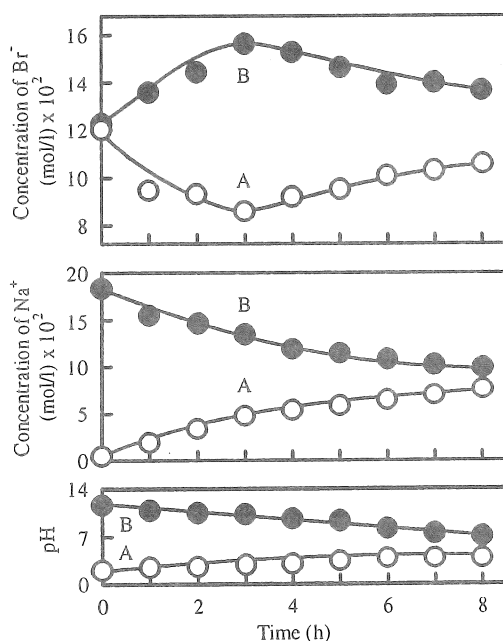 Concentration of Br⁻
(mol/l) x 10²
16
14
12
10
8
B
A
Concentration of Na⁺
(mol/l) x 10²
20
15
10
5
0
B
A
pH
14
7
0
B
A
0 2 4 6 8
Time (h)